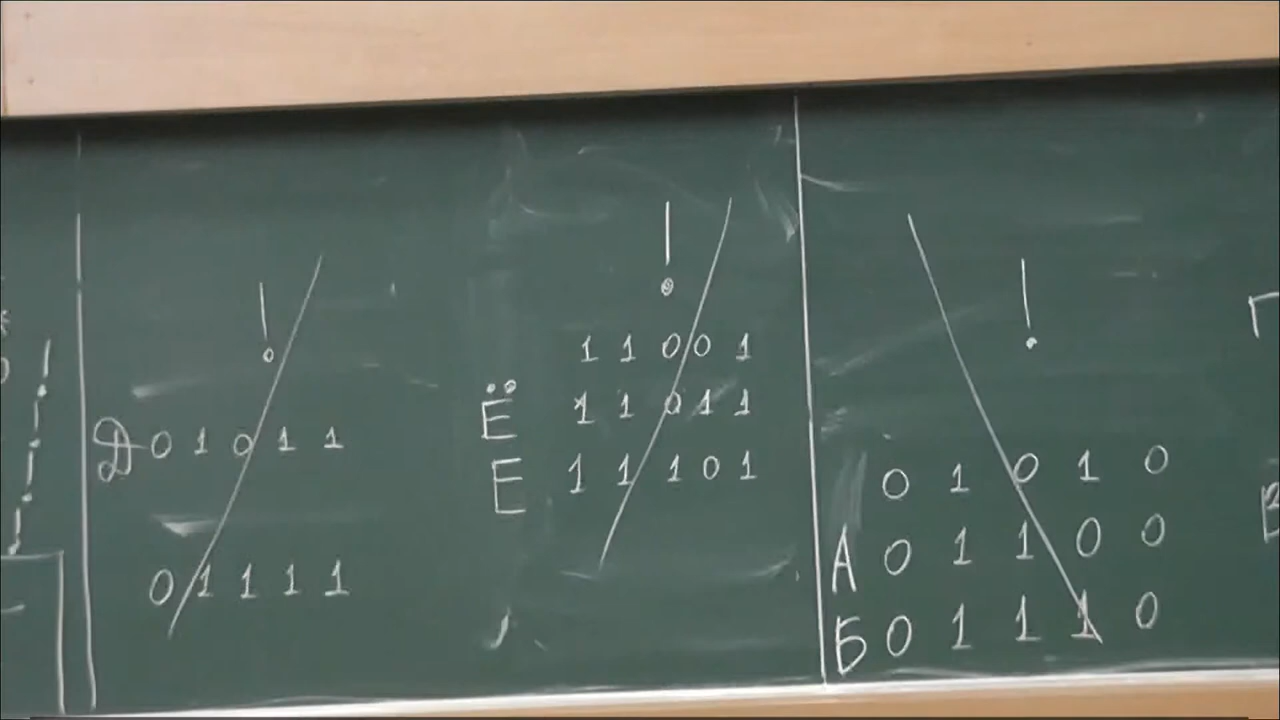 !
Д 0 1 0 1 1
0 1 1 1 1
!
1 1 0 0 1
Ё 1 1 0 1 1
Е 1 1 1 0 1
!
0 1 0 1 0
А 0 1 1 0 0
Б 0 1 1 1 0
Г